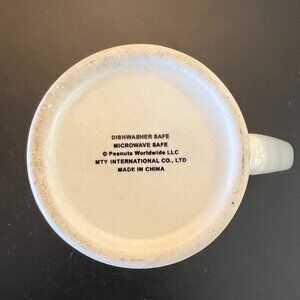 DISHWASHER SAFE
MICROWAVE SAFE
© Peanuts Worldwide LLC
MTY INTERNATIONAL CO., LTD
MADE IN CHINA